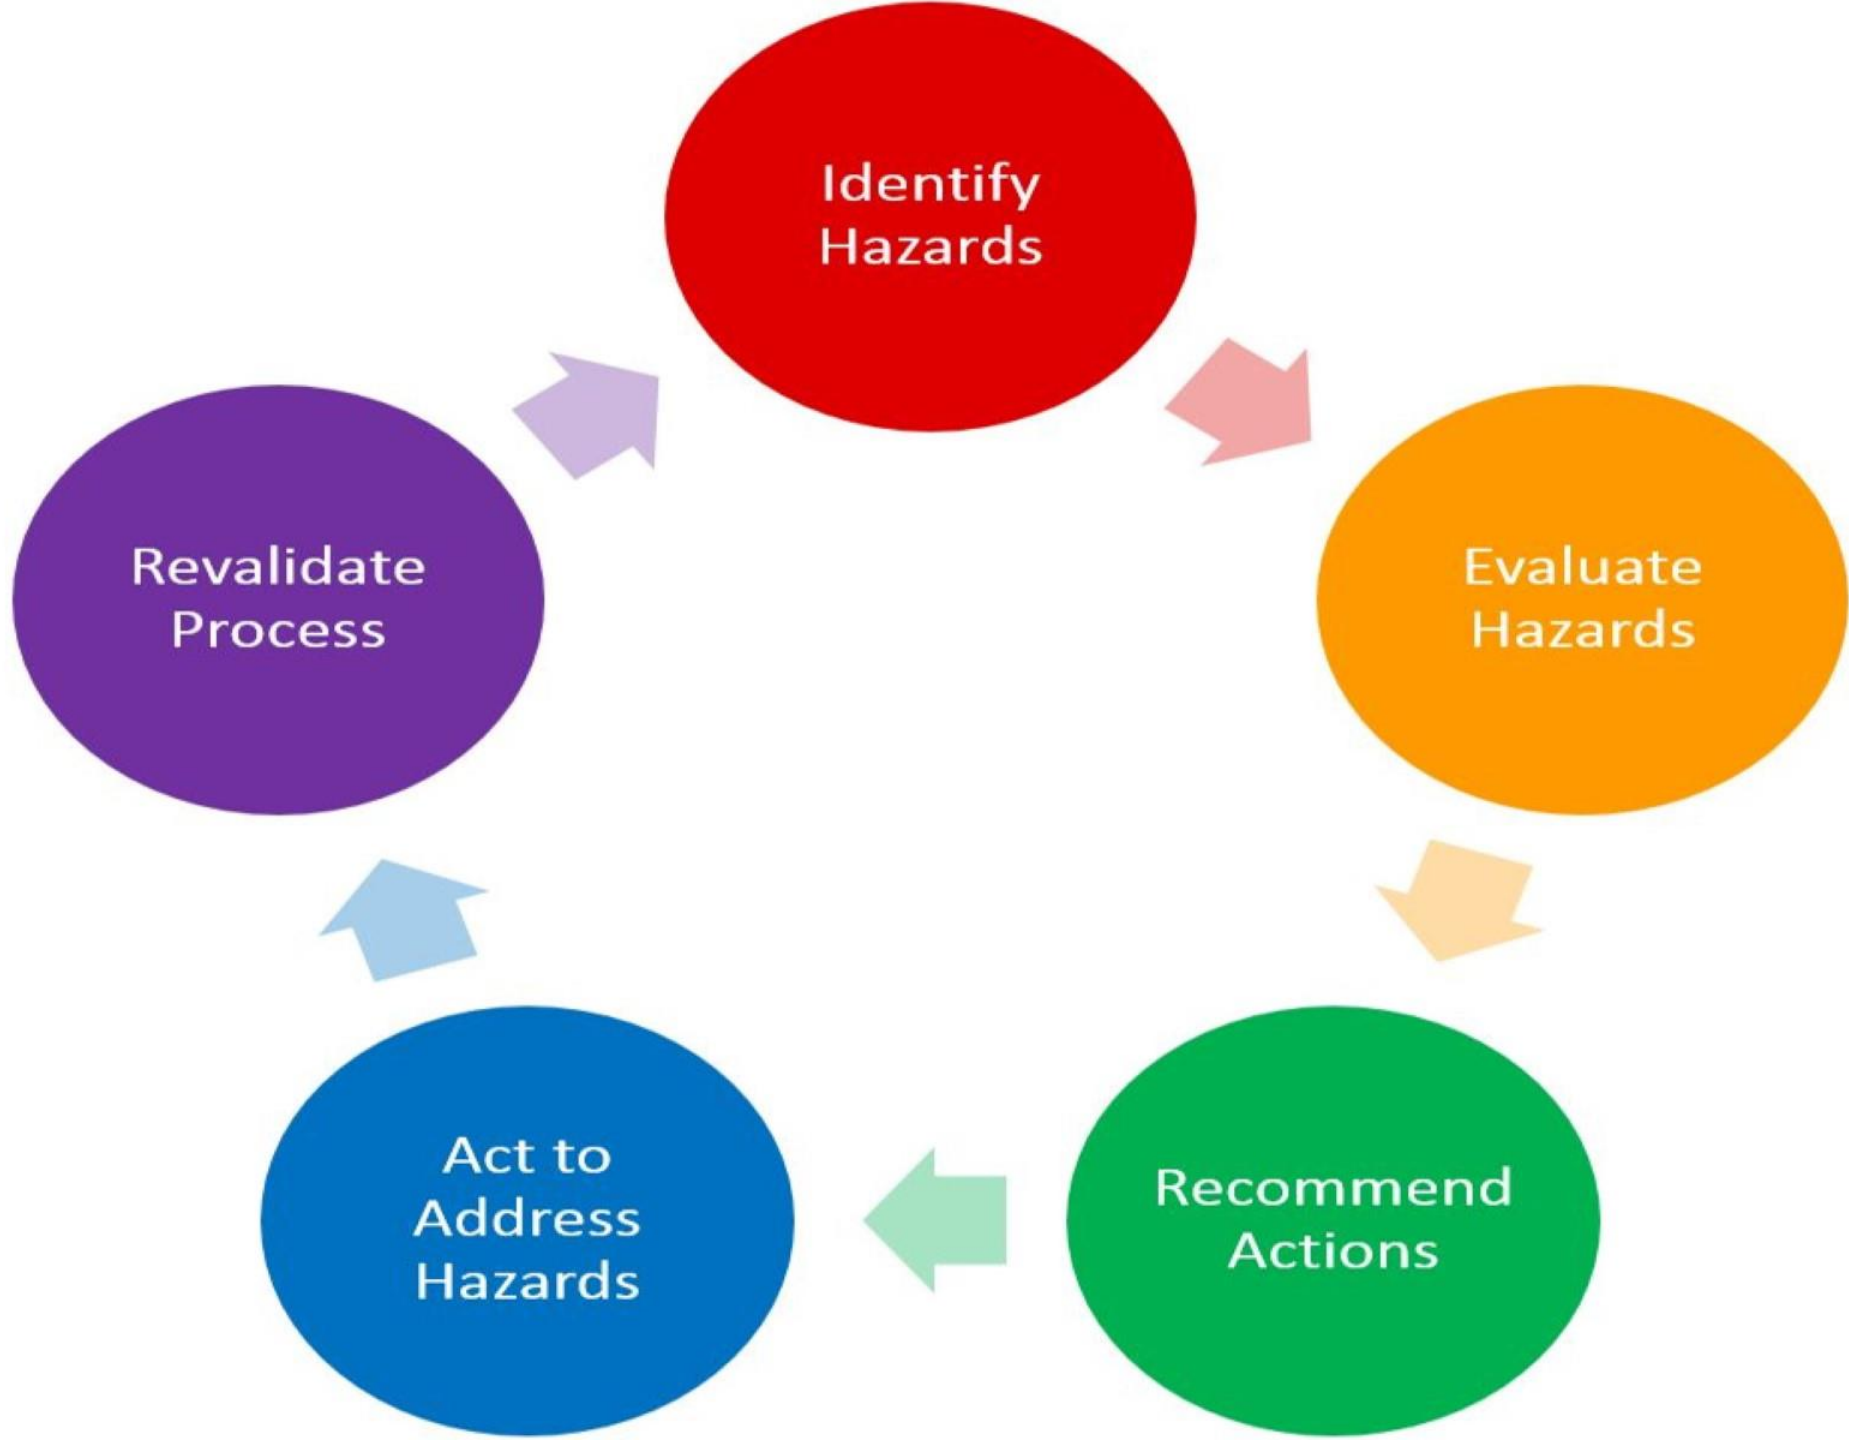 Identify
Hazards
Evaluate
Hazards
Recommend
Actions
Act to
Address
Hazards
Revalidate
Process